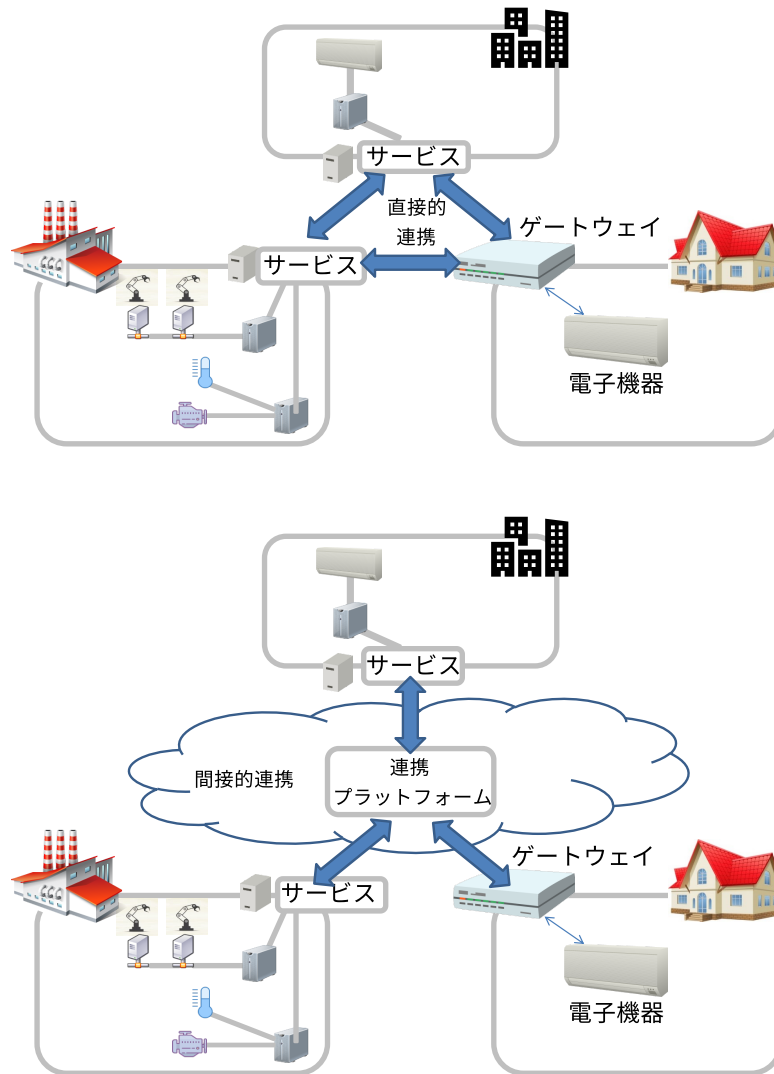 サービス
直接的
連携
ゲートウェイ
サービス
電子機器
サービス
間接的連携
連携
プラットフォーム
ゲートウェイ
サービス
電子機器